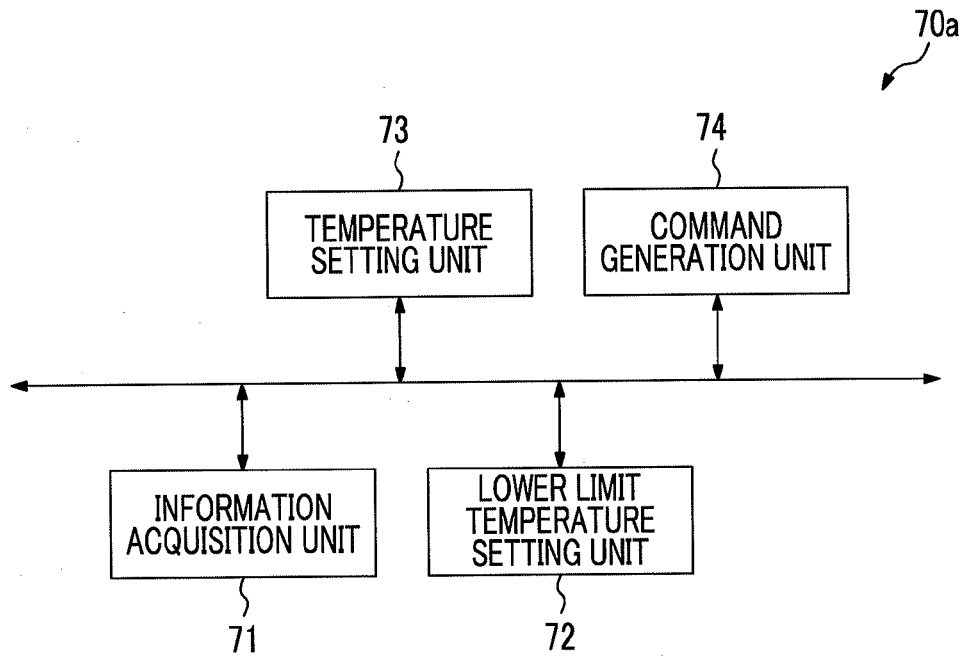 70a
73
74
TEMPERATURE
SETTING UNIT
COMMAND
GENERATION UNIT
INFORMATION
ACQUISITION UNIT
LOWER LIMIT
TEMPERATURE
SETTING UNIT
71
72